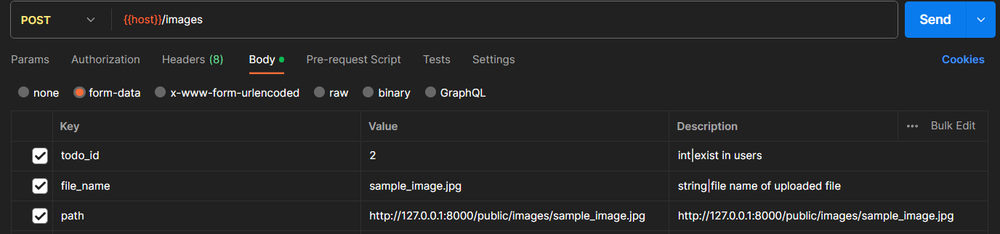 POST {{host}}/images Send
Params Authorization Headers (8) Body Pre-request Script Tests Settings Cookies
none form-data x-www-form-urlencoded raw binary GraphQL
Key Value Description Bulk Edit
todo_id 2 int|exist in users
file_name sample_image.jpg string|file name of uploaded file
path http://127.0.0.1:8000/public/images/sample_image.jpg http://127.0.0.1:8000/public/images/sample_image.jpg